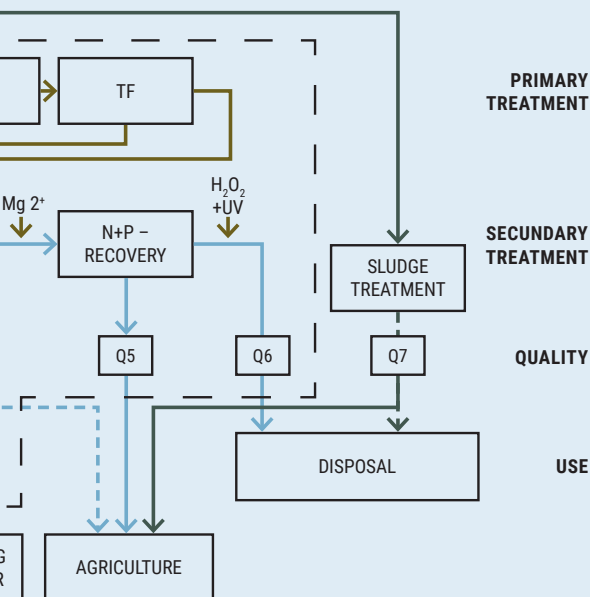 PRIMARY
TREATMENT
TF
Mg 2+
H2O2
+UV
N+P –
RECOVERY
SECUNDARY
TREATMENT
SLUDGE
TREATMENT
Q5
Q6
Q7
QUALITY
DISPOSAL
USE
G
R
AGRICULTURE